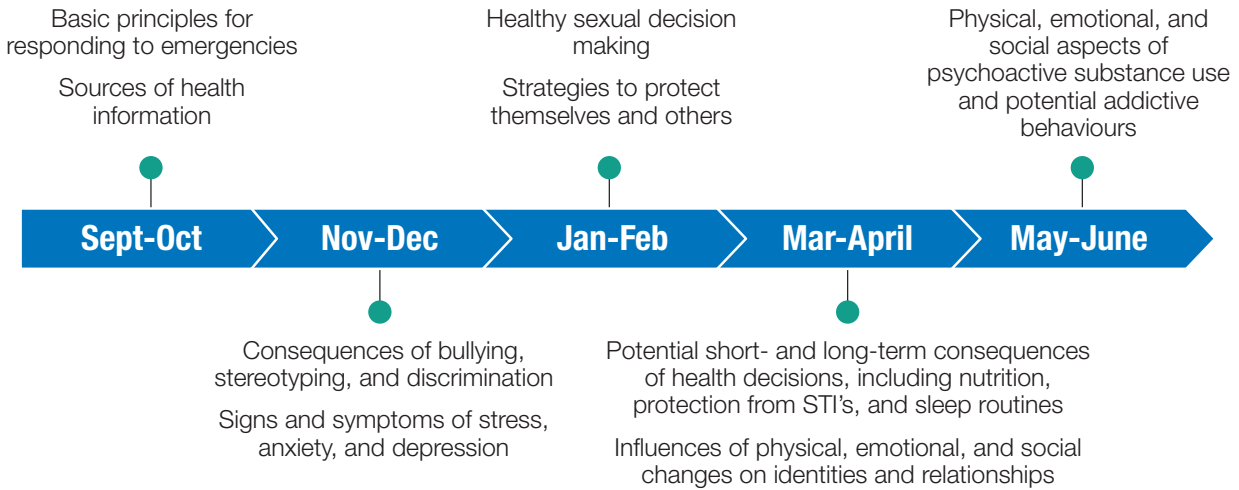 Basic principles for
responding to emergencies
Sources of health
information
Healthy sexual decision
making
Strategies to protect
themselves and others
Physical, emotional, and
social aspects of
psychoactive substance use
and potential addictive
behaviours
Sept-Oct
Nov-Dec
Jan-Feb
Mar-April
May-June
Consequences of bullying,
stereotyping, and discrimination
Signs and symptoms of stress,
anxiety, and depression
Potential short- and long-term consequences
of health decisions, including nutrition,
protection from STI's, and sleep routines
Influences of physical, emotional, and social
changes on identities and relationships